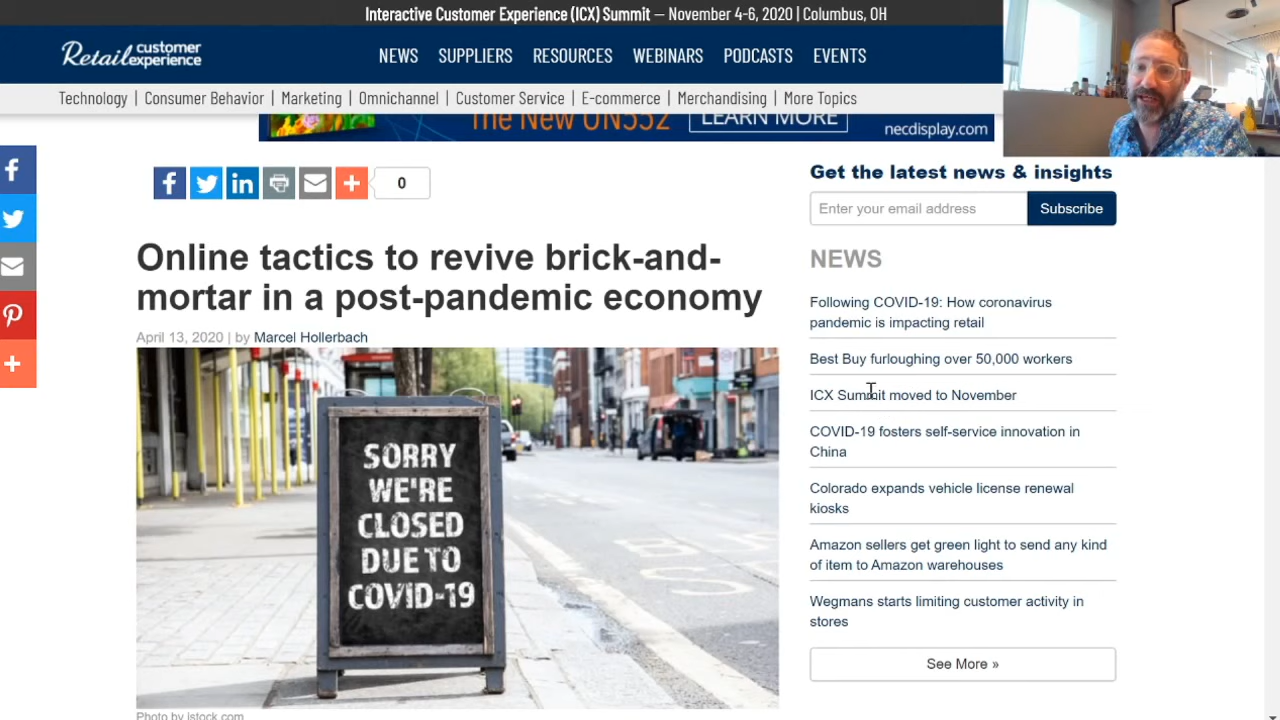 Interactive Customer Experience (ICX) Summit — November 4-6, 2020 | Columbus, OH
Retail customer experience
NEWS SUPPLIERS RESOURCES WEBINARS PODCASTS EVENTS
Technology | Consumer Behavior | Marketing | Omnichannel | Customer Service | E-commerce | Merchandising | More Topics
The New UN552 LEARN MORE necdisplay.com
0
Online tactics to revive brick-and-
mortar in a post-pandemic economy
April 13, 2020 | by Marcel Hollerbach
SORRY
WE'RE
CLOSED
DUE TO
COVID-19
Photo by istock.com
Get the latest news & insights
Enter your email address Subscribe
NEWS
Following COVID-19: How coronavirus
pandemic is impacting retail
Best Buy furloughing over 50,000 workers
ICX Summit moved to November
COVID-19 fosters self-service innovation in
China
Colorado expands vehicle license renewal
kiosks
Amazon sellers get green light to send any kind
of item to Amazon warehouses
Wegmans starts limiting customer activity in
stores
See More »